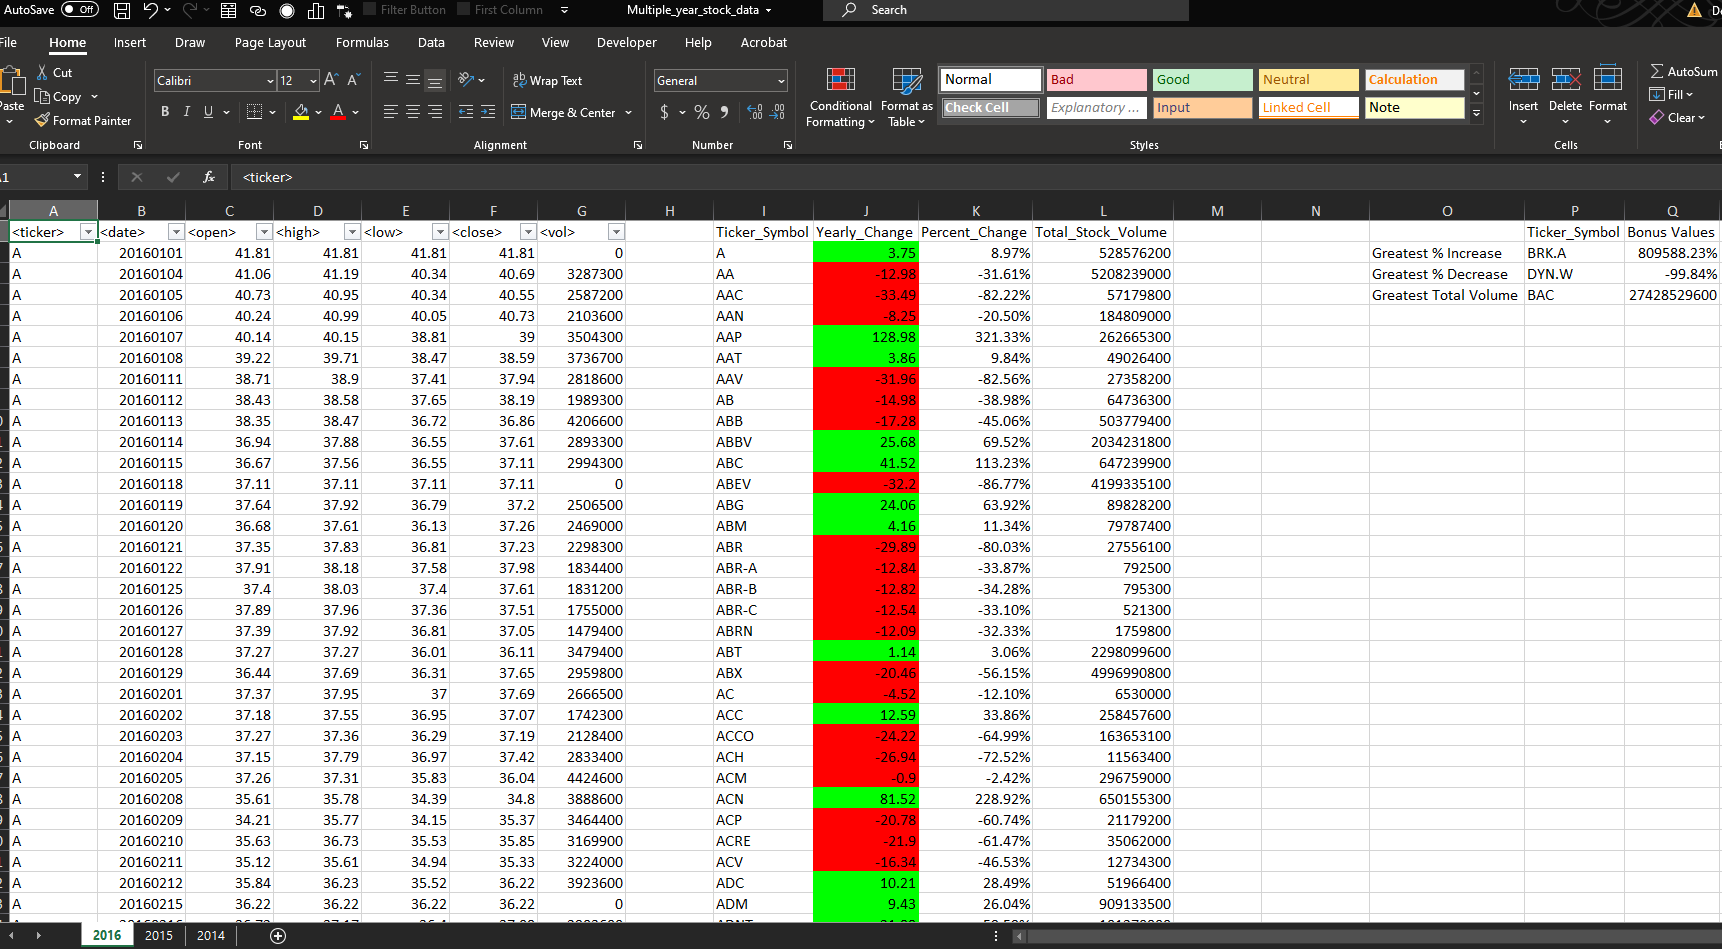 AutoSave Off Filter Button First Column Multiple_year_stock_data Search
File Home Insert Draw Page Layout Formulas Data Review View Developer Help Acrobat
Paste Cut Copy Format Painter
Calibri 12 A A B I U A
ab Wrap Text Merge & Center
General $ % 9 .00 .00
Conditional Formatting Format as Table
Normal Bad Good Neutral Calculation
Check Cell Explanatory ... Input Linked Cell Note
Insert Delete Format
AutoSum Fill Clear
Clipboard Font Alignment Number Styles Cells
fx <ticker>
A B C D E F G H I J K L M N O P Q
<ticker> <date> <open> <high> <low> <close> <vol> Ticker_Symbol Yearly_Change Percent_Change Total_Stock_Volume Ticker_Symbol Bonus Values
A 20160101 41.81 41.81 41.81 41.81 0 A 3.75 8.97% 528576200 Greatest % Increase BRK.A 809588.23%
A 20160104 41.06 41.19 40.34 40.69 3287300 AA -12.98 -31.61% 5208239000 Greatest % Decrease DYN.W -99.84%
A 20160105 40.73 40.95 40.34 40.55 2587200 AAC -33.49 -82.22% 57179800 Greatest Total Volume BAC 27428529600
A 20160106 40.24 40.99 40.05 40.73 2103600 AAN -8.25 -20.50% 184809000
A 20160107 40.14 40.15 38.81 39 3504300 AAP 128.98 321.33% 262665300
A 20160108 39.22 39.71 38.47 38.59 3736700 AAT 3.86 9.84% 49026400
A 20160111 38.71 38.9 37.41 37.94 2818600 AAV -31.96 -82.56% 27358200
A 20160112 38.43 38.58 37.65 38.19 1989300 AB -14.98 -38.98% 64736300
A 20160113 38.35 38.47 36.72 36.86 4206600 ABB -17.28 -45.06% 503779400
A 20160114 36.94 37.88 36.55 37.61 2893300 ABBV 25.68 69.52% 2034231800
A 20160115 36.67 37.56 36.55 37.11 2994300 ABC 41.52 113.23% 647239900
A 20160118 37.11 37.11 37.11 37.11 0 ABEV -32.2 -86.77% 4199335100
A 20160119 37.64 37.92 36.79 37.2 2506500 ABG 24.06 63.92% 89828200
A 20160120 36.68 37.61 36.13 37.26 2469000 ABM 4.16 11.34% 79787400
A 20160121 37.35 37.83 36.81 37.23 2298300 ABR -29.89 -80.03% 27556100
A 20160122 37.91 38.18 37.58 37.98 1834400 ABR-A -12.84 -33.87% 792500
A 20160125 37.4 38.03 37.4 37.61 1831200 ABR-B -12.82 -34.28% 795300
A 20160126 37.89 37.96 37.36 37.51 1755000 ABR-C -12.54 -33.10% 521300
A 20160127 37.39 37.92 36.81 37.05 1479400 ABRN -12.09 -32.33% 1759800
A 20160128 37.27 37.27 36.01 36.11 3479400 ABT 1.14 3.06% 2298099600
A 20160129 36.44 37.69 36.31 37.65 2959800 ABX -20.46 -56.15% 4996990800
A 20160201 37.37 37.95 37 37.69 2666500 AC -4.52 -12.10% 6530000
A 20160202 37.18 37.55 36.95 37.07 1742300 ACC 12.59 33.86% 258457600
A 20160203 37.27 37.36 36.29 37.19 2128400 ACCO -24.22 -64.99% 163653100
A 20160204 37.15 37.79 36.97 37.42 2833400 ACH -26.94 -72.52% 11563400
A 20160205 37.26 37.31 35.83 36.04 4424600 ACM -0.9 -2.42% 296759000
A 20160208 35.61 35.78 34.39 34.8 3888600 ACN 81.52 228.92% 650155300
A 20160209 34.21 35.77 34.15 35.37 3464400 ACP -20.78 -60.74% 21179200
A 20160210 35.63 36.73 35.53 35.85 3169900 ACRE -21.9 -61.47% 35062000
A 20160211 35.12 35.61 34.94 35.33 3224000 ACV -16.34 -46.53% 12734300
A 20160212 35.84 36.23 35.52 36.22 3923600 ADC 10.21 28.49% 51966400
A 20160215 36.22 36.22 36.22 36.22 0 ADM 9.43 26.04% 909133500
2016 2015 2014